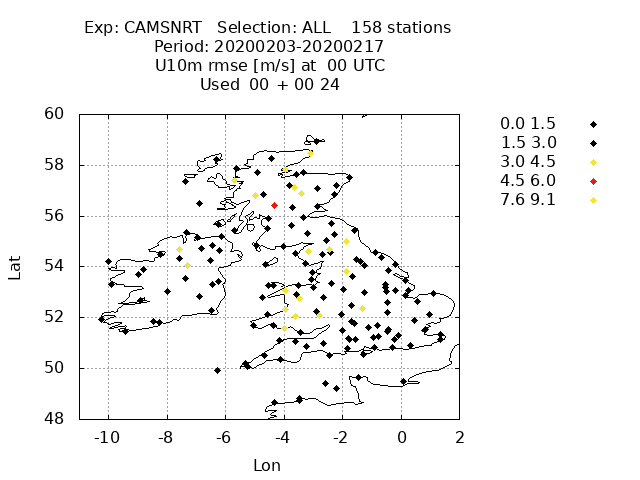 Exp: CAMSNRT   Selection: ALL    158 stations
Period: 20200203-20200217
U10m rmse [m/s] at  00 UTC
Used  00 + 00 24
60
58
56
54
52
50
48
Lat
-10 -8 -6 -4 -2 0 2
Lon
0.0 1.5
1.5 3.0
3.0 4.5
4.5 6.0
7.6 9.1